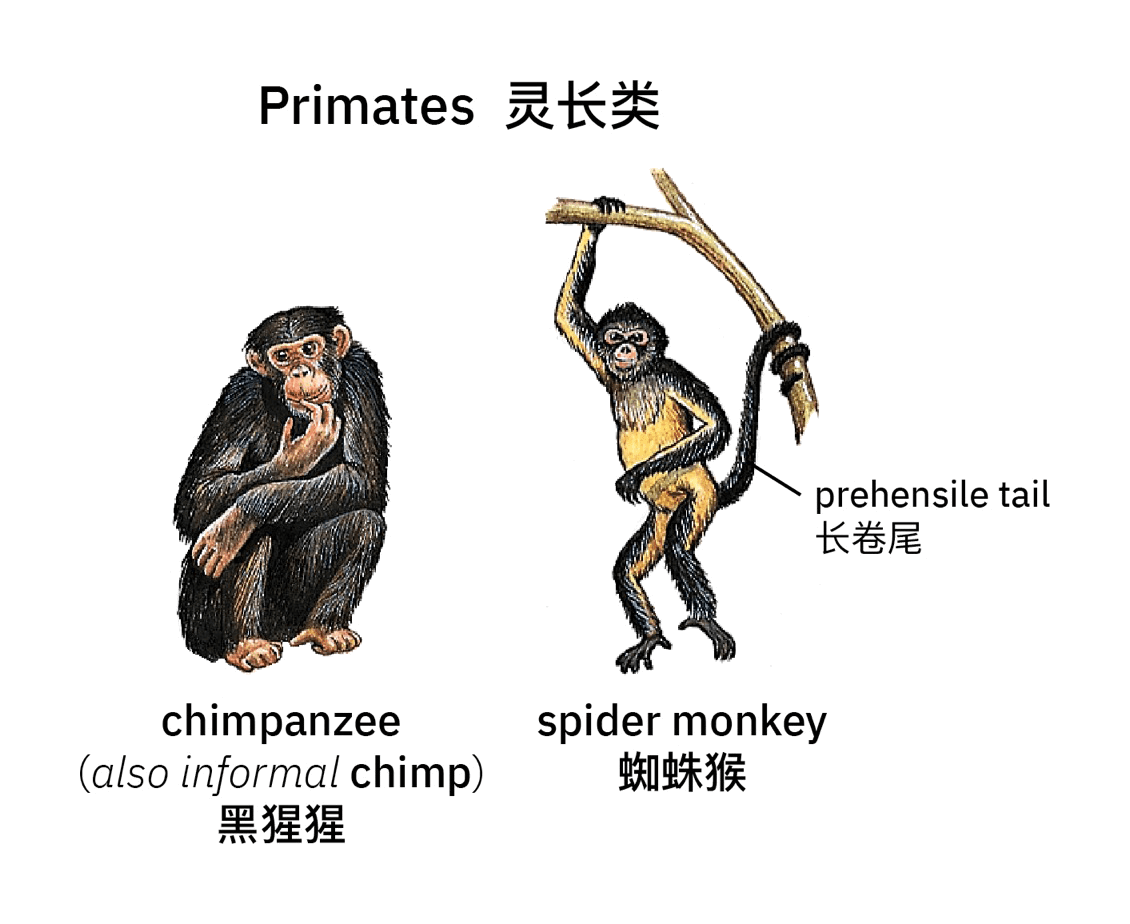 Primates 灵长类
prehensile tail
长卷尾
chimpanzee
(also informal chimp)
黑猩猩
spider monkey
蜘蛛猴